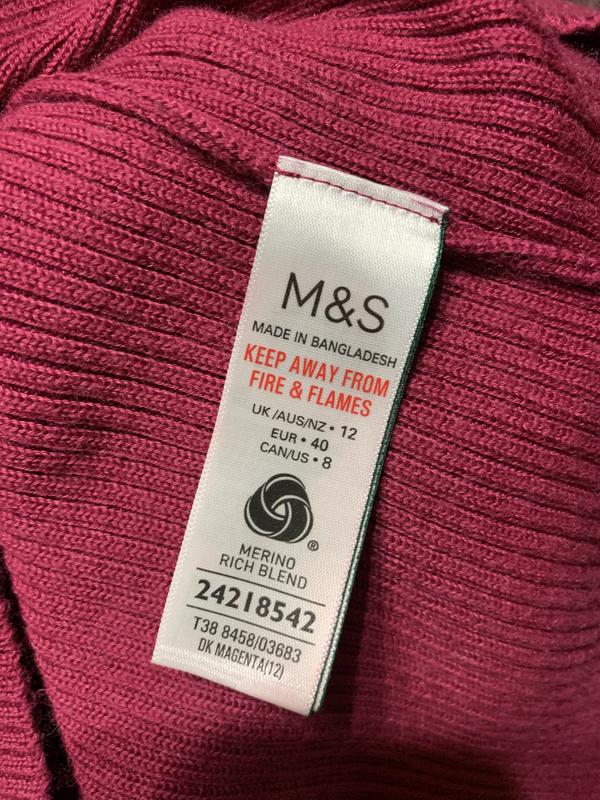 M&S
MADE IN BANGLADESH
KEEP AWAY FROM
FIRE & FLAMES
UK/AUS/NZ • 12
EUR • 40
CAN/US • 8
®
MERINO
RICH BLEND
24218542
T38 8458/03683
DK MAGENTA(12)